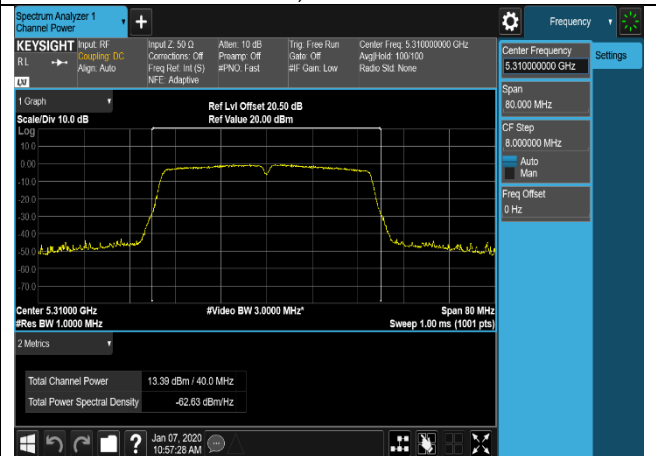 Spectrum Analyzer 1
Channel Power
Frequency
KEYSIGHT
Input: RF
Coupling: DC
Align: Auto
Input Z: 50 Ω
Corrections: Off
Freq Ref: Int (S)
NFE: Adaptive
Atten: 10 dB
Preamp: Off
#PNO: Fast
Trig: Free Run
Gate: Off
#IF Gain: Low
Center Freq: 5.310000000 GHz
Avg|Hold: 100/100
Radio Std: None
RL
LXI
Center Frequency
5.310000000 GHz
Settings
Span
80.000 MHz
CF Step
8.000000 MHz
Auto
Man
Freq Offset
0 Hz
1 Graph
Ref Lvl Offset 20.50 dB
Scale/Div 10.0 dB
Ref Value 20.00 dBm
Log
10.0
0.00
-10.0
-20.0
-30.0
-40.0
-50.0
-60.0
-70.0
Center 5.31000 GHz
#Video BW 3.0000 MHz*
Span 80 MHz
#Res BW 1.0000 MHz
Sweep 1.00 ms (1001 pts)
2 Metrics
Total Channel Power 13.39 dBm / 40.0 MHz
Total Power Spectral Density -62.63 dBm/Hz
Jan 07, 2020
10:57:28 AM